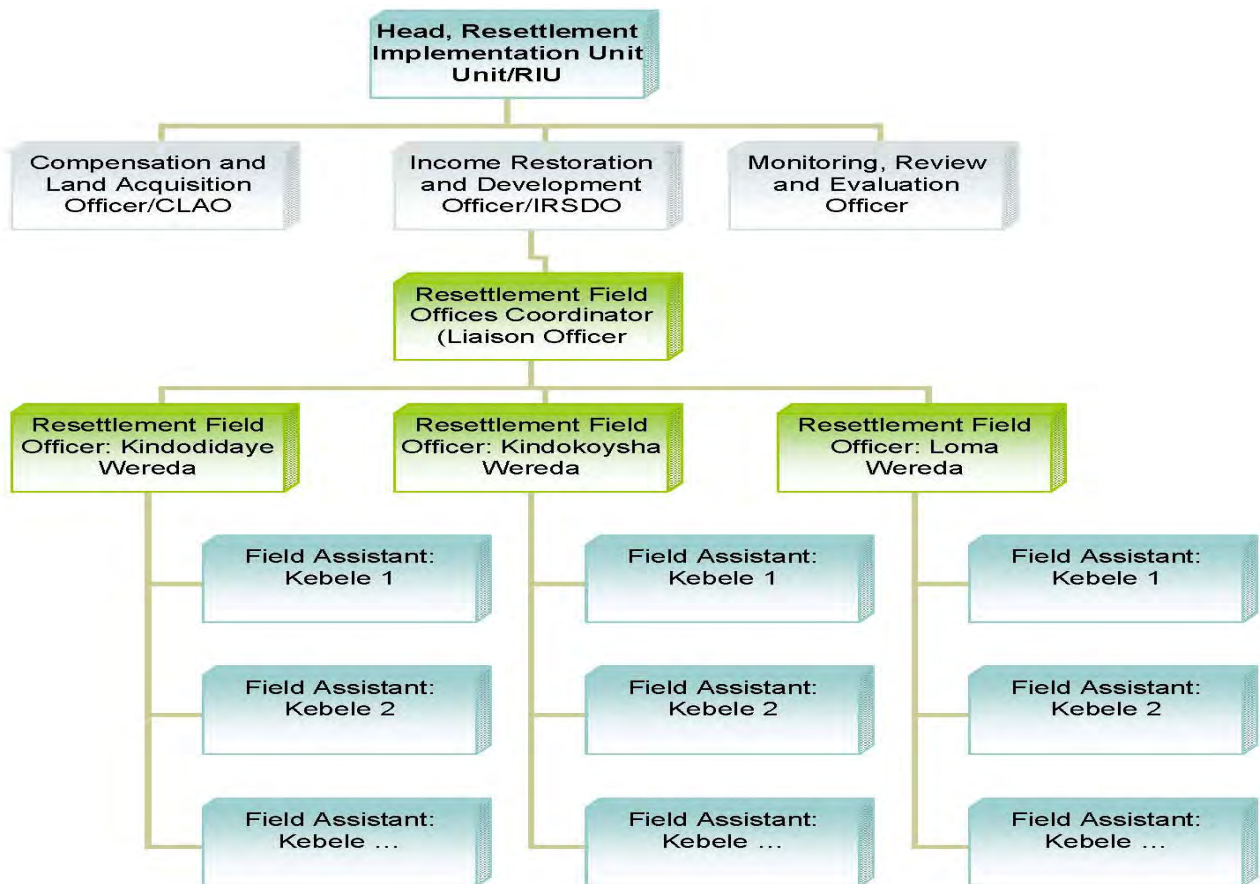 Head, Resettlement
Implementation Unit
Unit/RIU
Compensation and
Land Acquisition
Officer/CLAO
Income Restoration
and Development
Officer/IRSDO
Monitoring, Review
and Evaluation
Officer
Resettlement Field
Offices Coordinator
(Liaison Officer
Resettlement Field
Officer: Kindodidaye
Wereda
Resettlement Field
Officer: Kindokoysha
Wereda
Resettlement Field
Officer: Loma
Wereda
Field Assistant:
Kebele 1
Field Assistant:
Kebele 1
Field Assistant:
Kebele 1
Field Assistant:
Kebele 2
Field Assistant:
Kebele 2
Field Assistant:
Kebele 2
Field Assistant:
Kebele ...
Field Assistant:
Kebele ...
Field Assistant:
Kebele ...